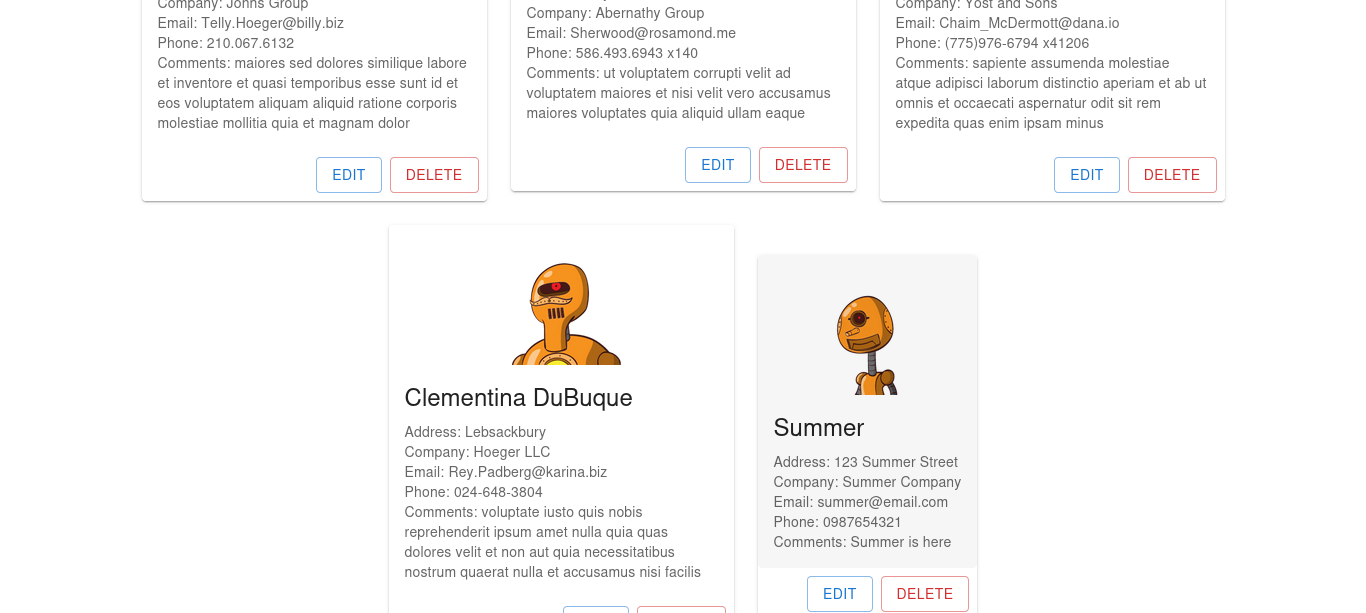 Company: Johns Group
Email: Telly.Hoeger@billy.biz
Phone: 210.067.6132
Comments: maiores sed dolores similique labore
et inventore et quasi temporibus esse sunt id et
eos voluptatem aliquam aliquid ratione corporis
molestiae mollitia quia et magnam dolor
EDIT DELETE
Company: Abernathy Group
Email: Sherwood@rosamond.me
Phone: 586.493.6943 x140
Comments: ut voluptatem corrupti velit ad
voluptatem maiores et nisi velit vero accusamus
maiores voluptates quia aliquid ullam eaque
EDIT DELETE
Company: Yost and Sons
Email: Chaim_McDermott@dana.io
Phone: (775)976-6794 x41206
Comments: sapiente assumenda molestiae
atque adipisci laborum distinctio aperiam et ab ut
omnis et occaecati aspernatur odit sit rem
expedita quas enim ipsam minus
EDIT DELETE
Clementina DuBuque
Address: Lebsackbury
Company: Hoeger LLC
Email: Rey.Padberg@karina.biz
Phone: 024-648-3804
Comments: voluptate iusto quis nobis
reprehenderit ipsum amet nulla quia quas
dolores velit et non aut quia necessitatibus
nostrum quaerat nulla et accusamus nisi facilis
Summer
Address: 123 Summer Street
Company: Summer Company
Email: summer@email.com
Phone: 0987654321
Comments: Summer is here
EDIT DELETE